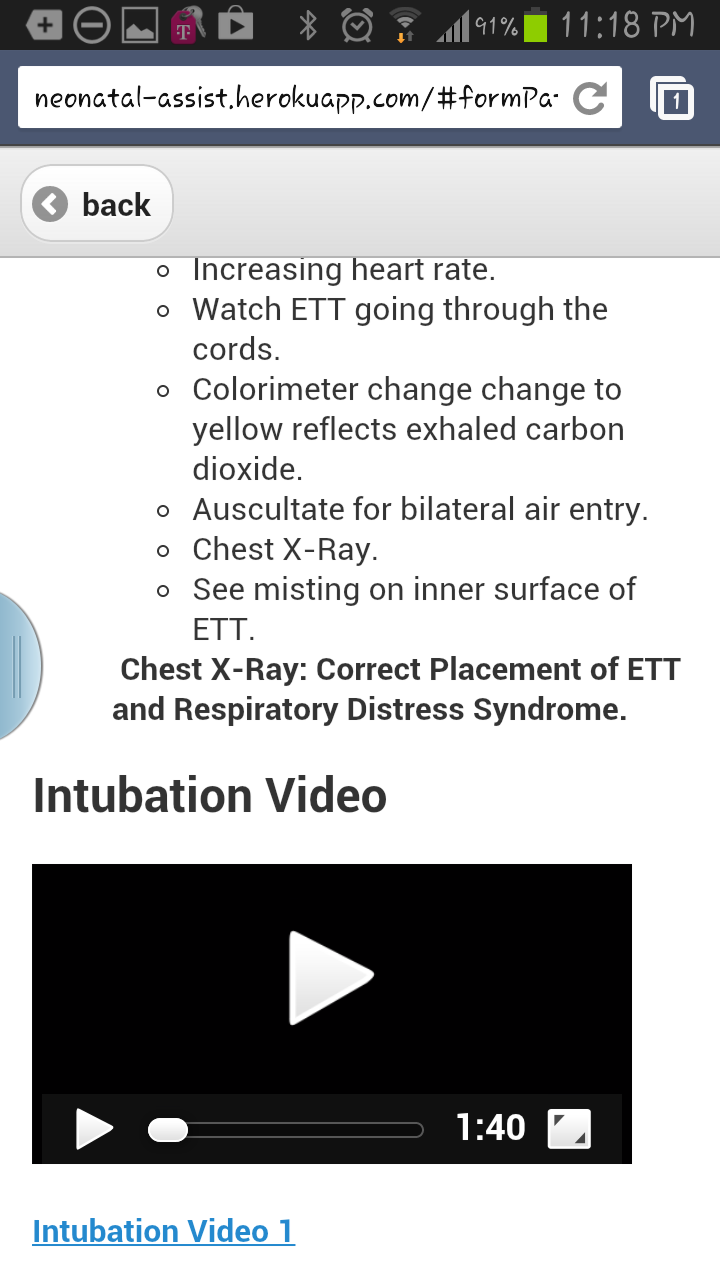 91% 11:18 PM
neonatal-assist.herokuapp.com/#formPa
1
back
Increasing heart rate.
Watch ETT going through the
cords.
Colorimeter change change to
yellow reflects exhaled carbon
dioxide.
Auscultate for bilateral air entry.
Chest X-Ray.
See misting on inner surface of
ETT.
Chest X-Ray: Correct Placement of ETT
and Respiratory Distress Syndrome.
Intubation Video
1:40
Intubation Video 1